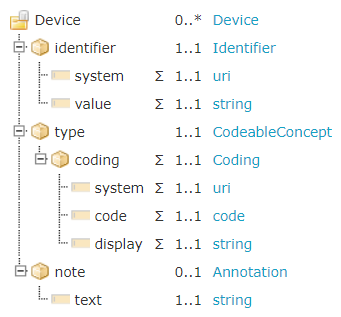 Device 0..* Device
identifier 1..1 Identifier
system Σ 1..1 uri
value Σ 1..1 string
type 1..1 CodeableConcept
coding Σ 1..1 Coding
system Σ 1..1 uri
code Σ 1..1 code
display Σ 1..1 string
note 0..1 Annotation
text 1..1 string